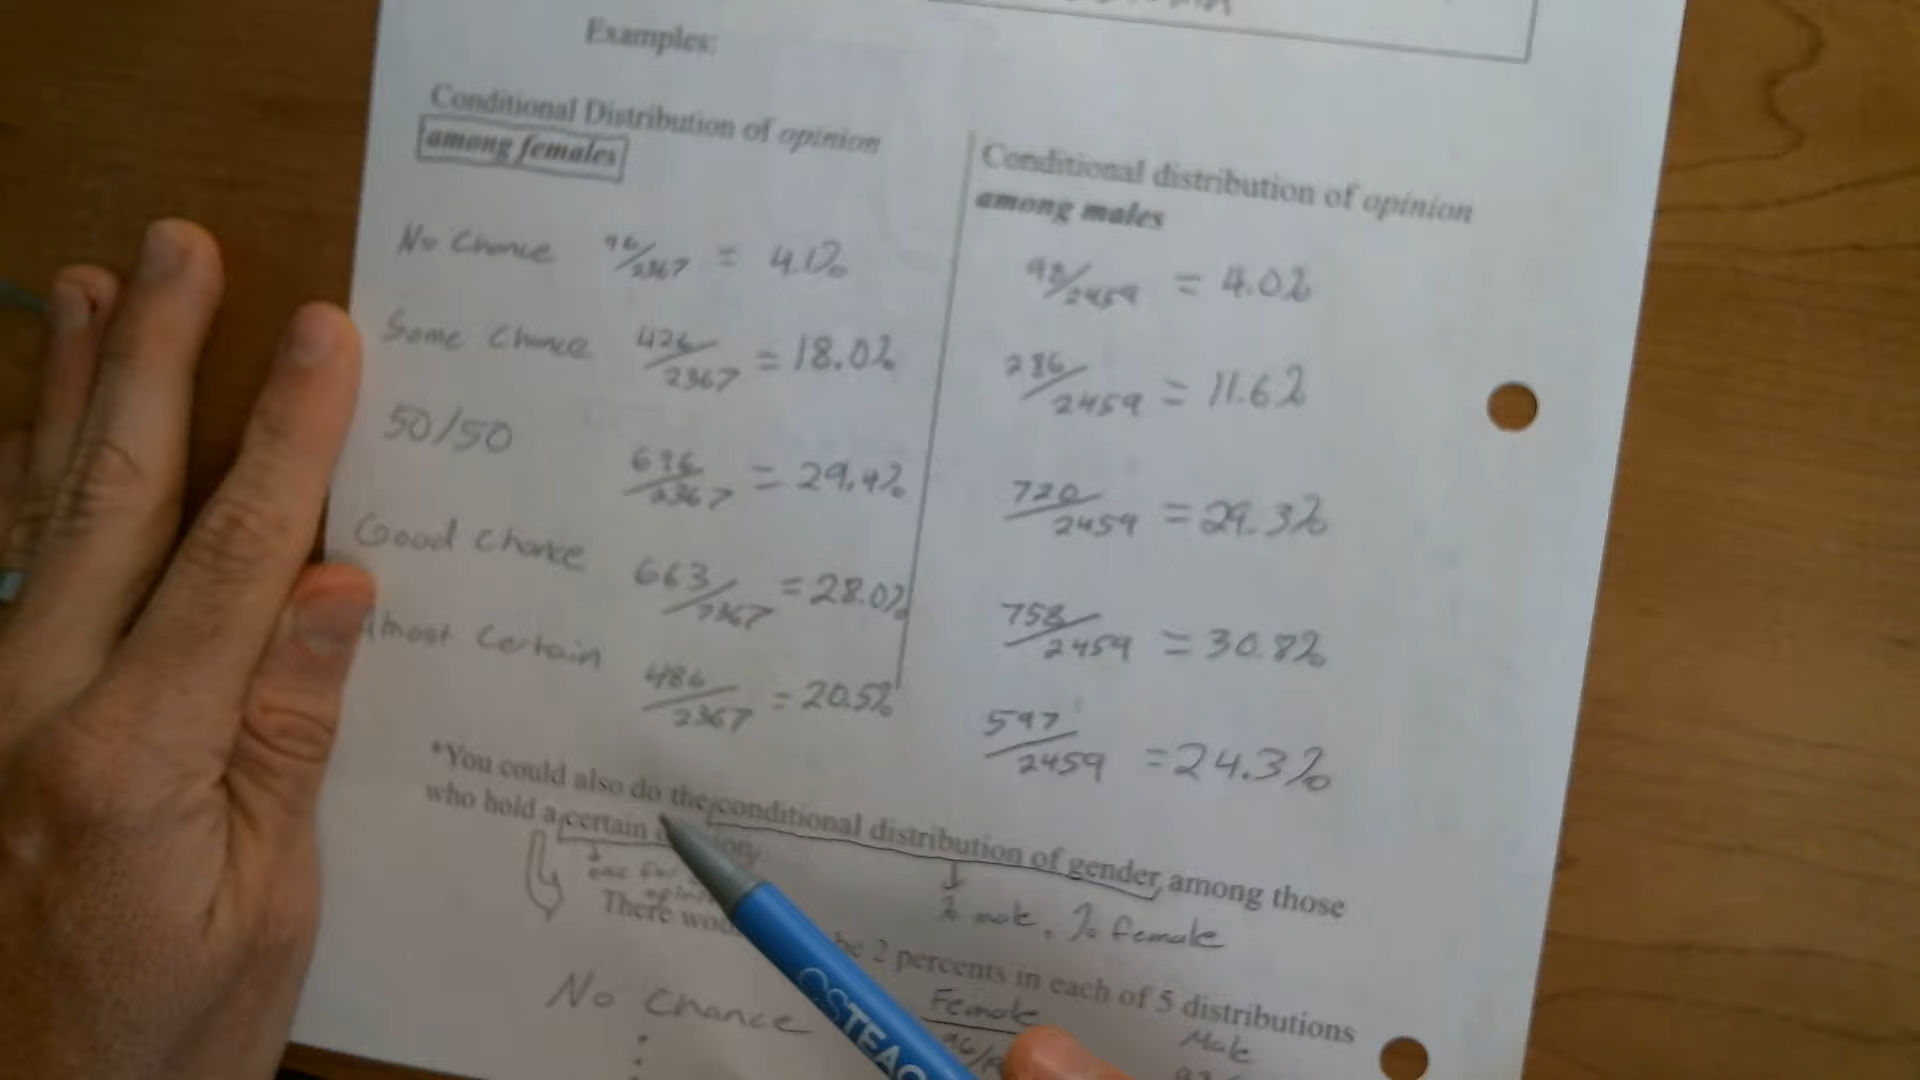 Examples:
Conditional Distribution of opinion
among females
No Chance 96/2367 = 4.1%
Some Chance 426/2367 = 18.0%
50/50 696/2367 = 29.4%
Good Chance 663/2367 = 28.0%
Almost Certain 486/2367 = 20.5%
Conditional distribution of opinion
among males
98/2459 = 4.0%
286/2459 = 11.6%
720/2459 = 29.3%
758/2459 = 30.8%
597/2459 = 24.3%
*You could also do the conditional distribution of gender among those
who hold a certain
% male, % female
There be 2 percents in each of 5 distributions
No Chance
Female
Male
OSTEAC